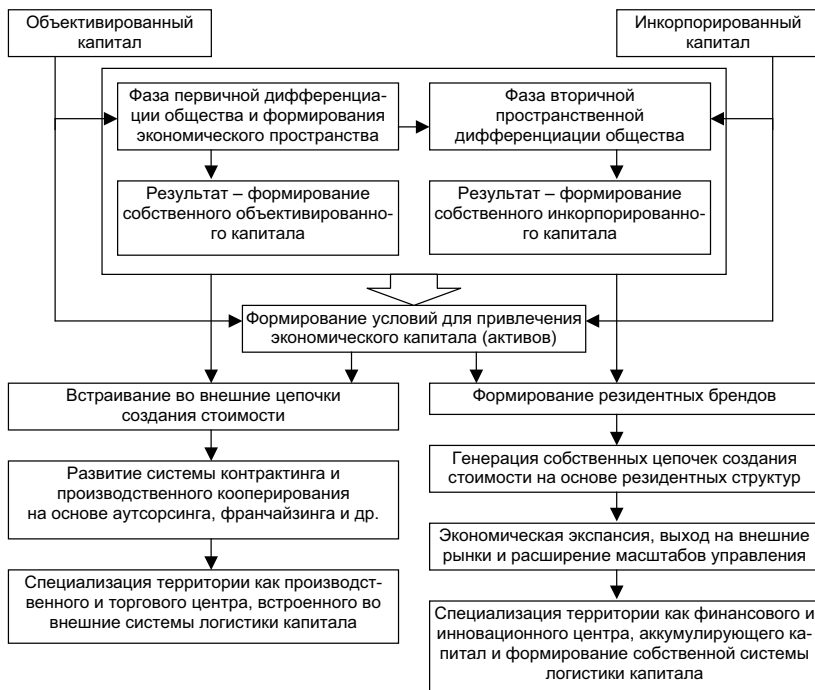 Объективированный
капитал
Инкорпорированный
капитал
Фаза первичной дифференциа-
ции общества и формирования
экономического пространства
Фаза вторичной
пространственной
дифференциации общества
Результат – формирование
собственного объективированно-
го капитала
Результат – формирование
собственного инкорпорированно-
го капитала
Формирование условий для привлечения
экономического капитала (активов)
Встраивание во внешние цепочки
создания стоимости
Формирование резидентных брендов
Развитие системы контрактинга и
производственного кооперирования
на основе аутсорсинга, франчайзинга и др.
Генерация собственных цепочек создания
стоимости на основе резидентных структур
Экономическая экспансия, выход на внешние
рынки и расширение масштабов управления
Специализация территории как производст-
венного и торгового центра, встроенного во
внешние системы логистики капитала
Специализация территории как финансового и
инновационного центра, аккумулирующего ка-
питал и формирование собственной системы
логистики капитала